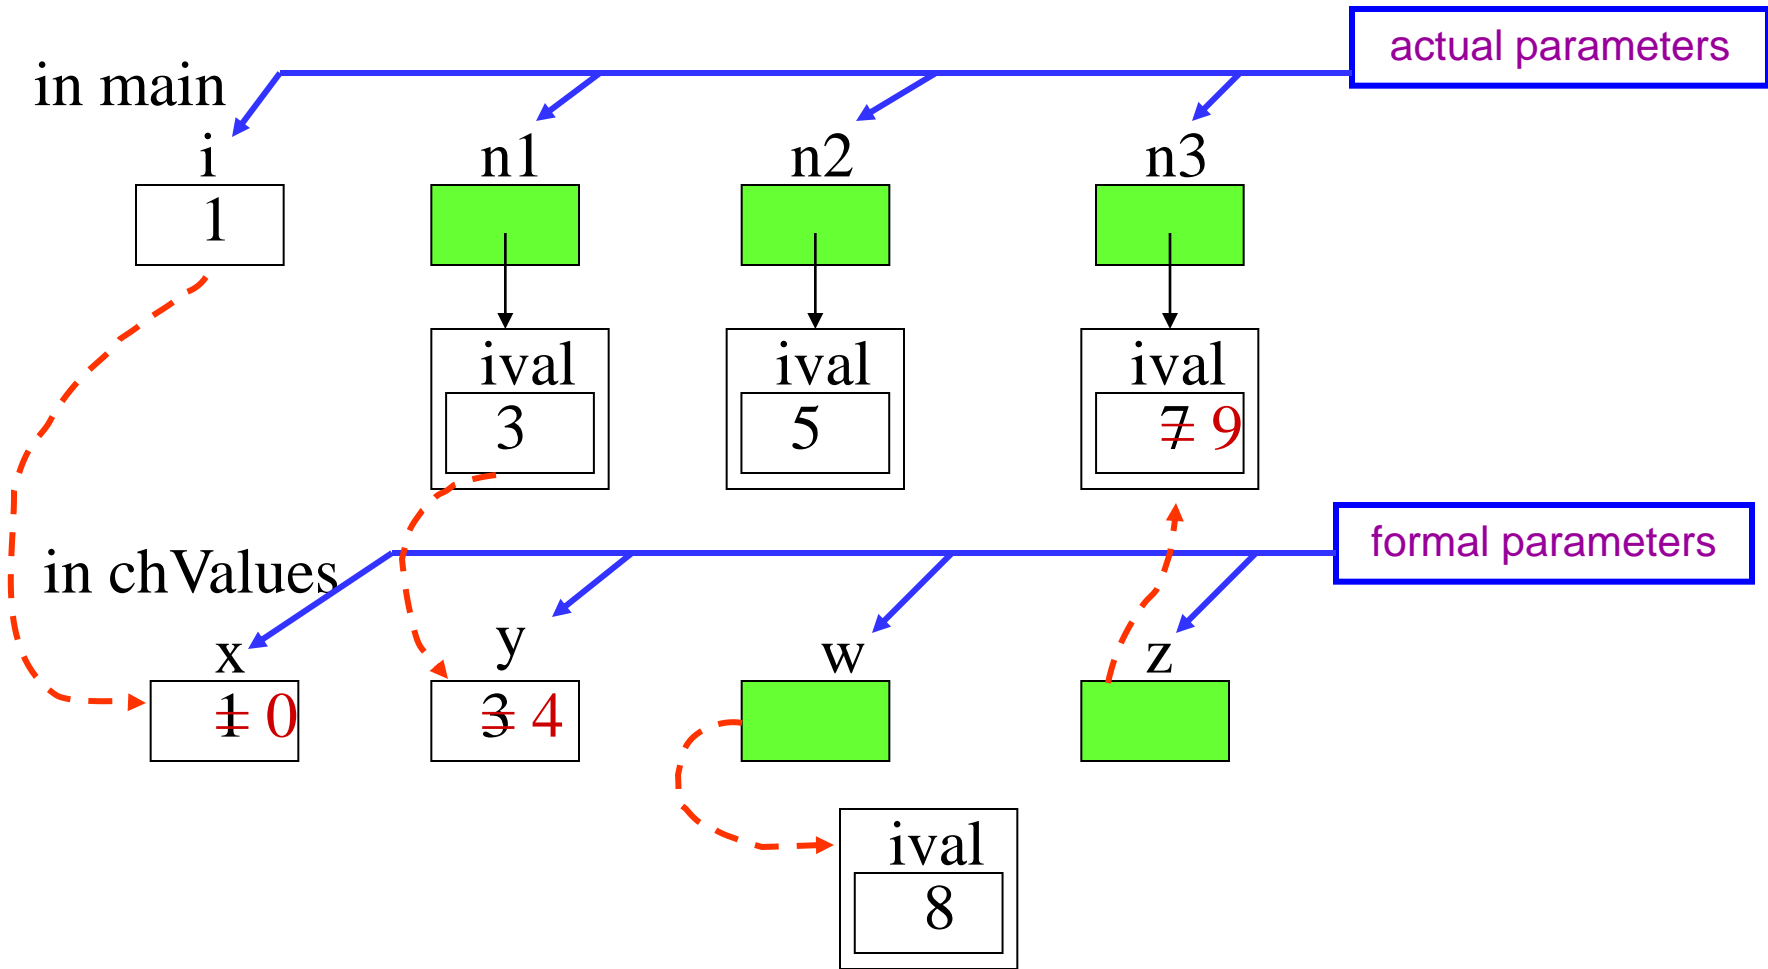 actual parameters
in main
i n1 n2 n3
1
ival ival ival
3 5 7 9
formal parameters
in chValues
x y w z
1 0 3 4
ival
8